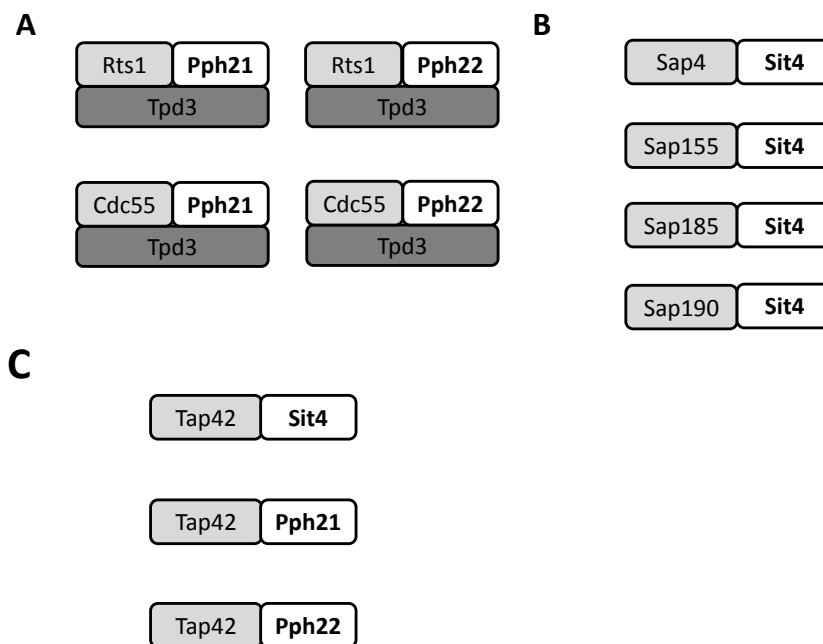 A
Rts1 Pph21
Tpd3
Rts1 Pph22
Tpd3
Cdc55 Pph21
Tpd3
Cdc55 Pph22
Tpd3
B
Sap4 Sit4
Sap155 Sit4
Sap185 Sit4
Sap190 Sit4
C
Tap42 Sit4
Tap42 Pph21
Tap42 Pph22